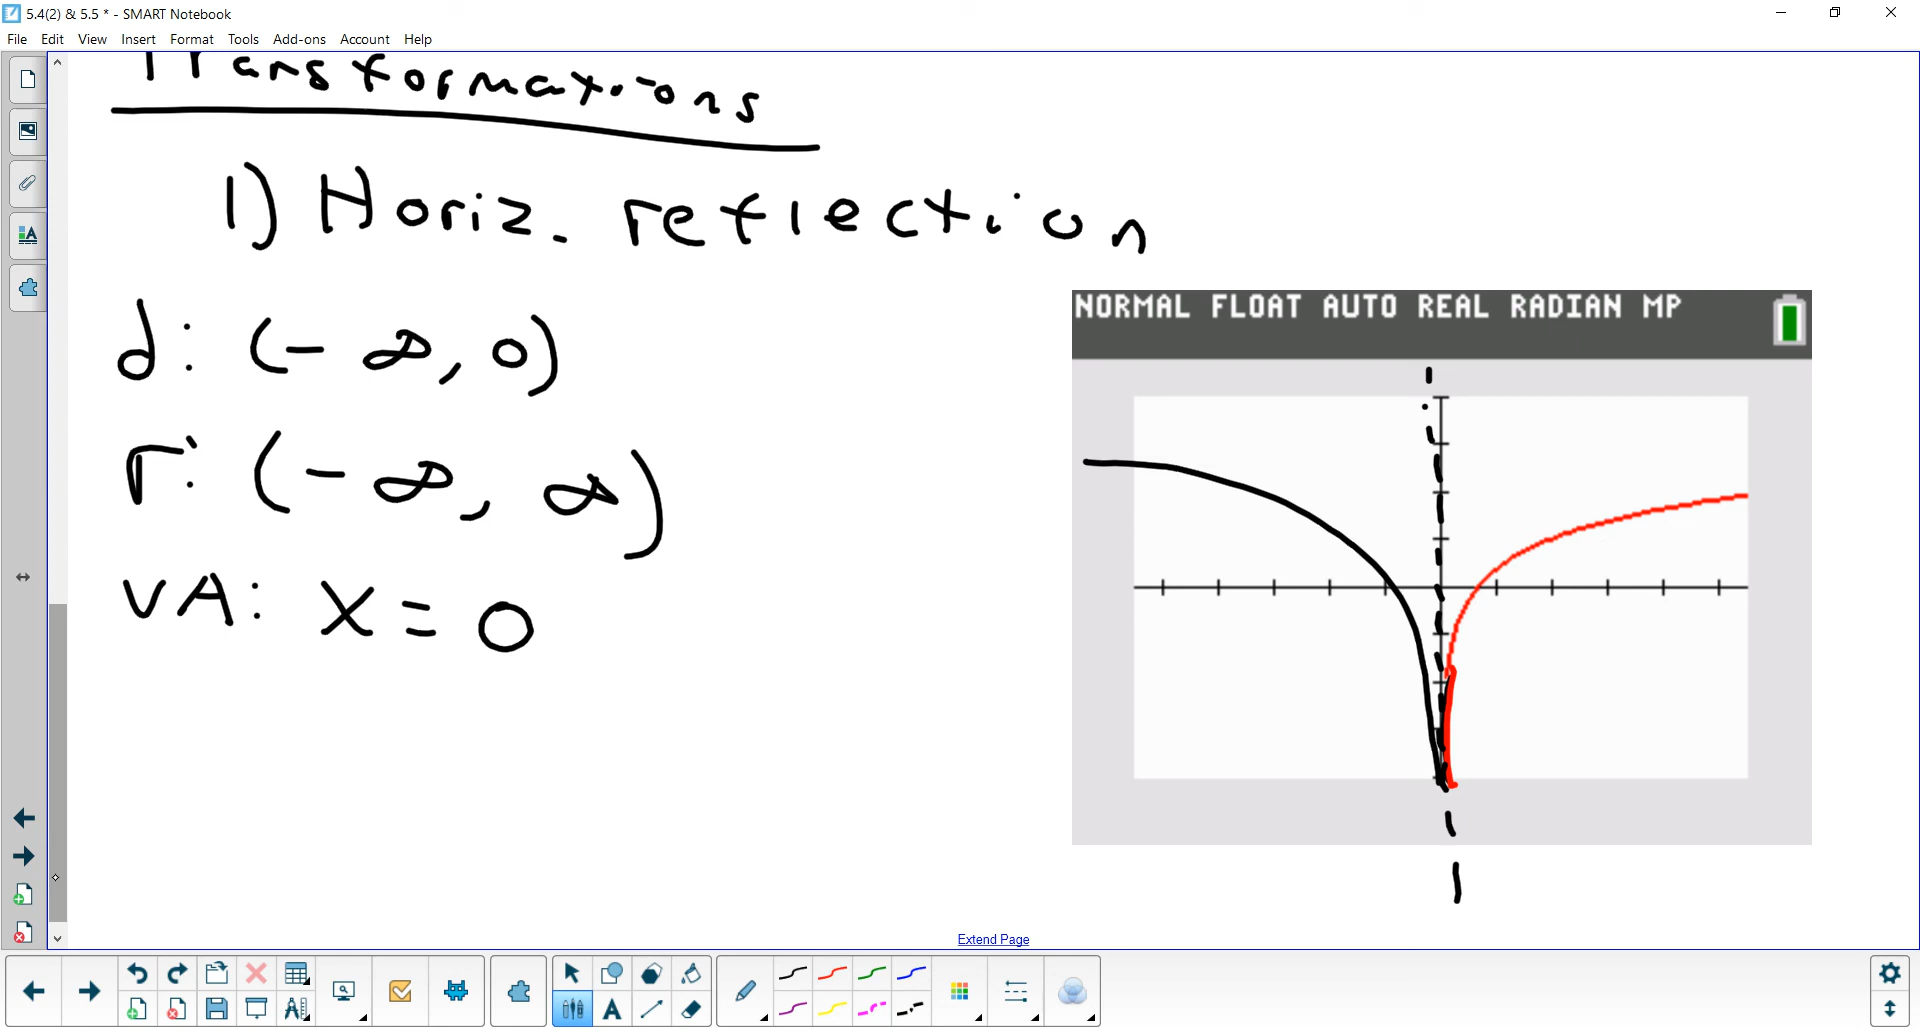 5.4(2) & 5.5 * - SMART Notebook
File Edit View Insert Format Tools Add-ons Account Help
Transformations
1) Horiz. reflection
d: (-∞, 0)
r: (-∞, ∞)
VA: x = 0
NORMAL FLOAT AUTO REAL RADIAN MP
Extend Page